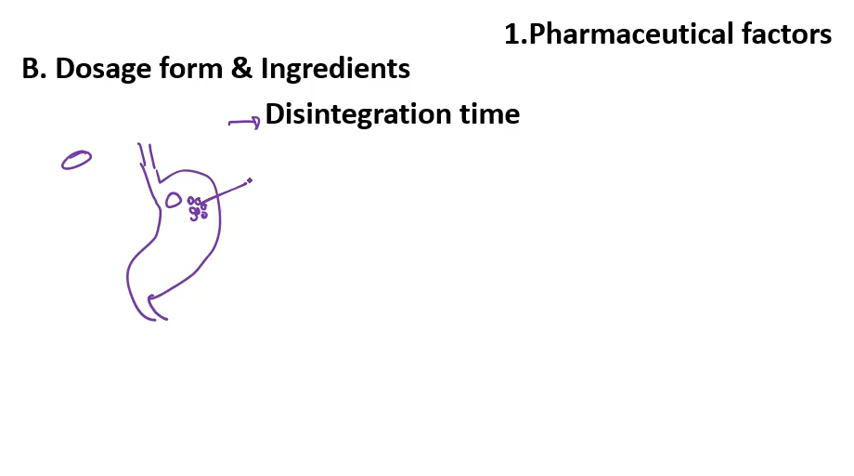 1.Pharmaceutical factors
B. Dosage form & Ingredients
Disintegration time